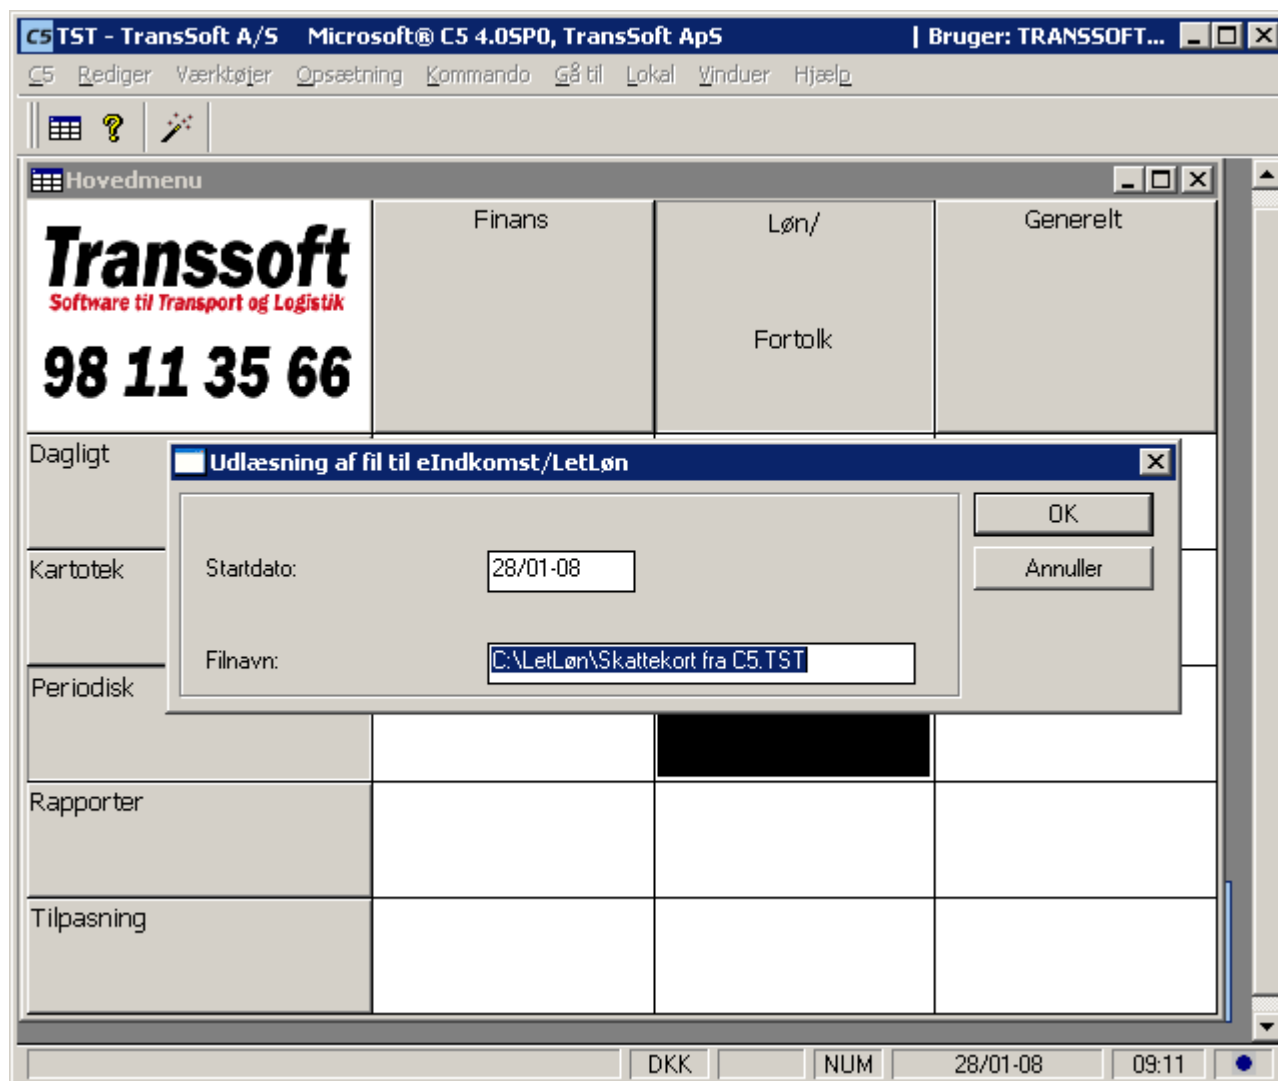 C5 TST - TransSoft A/S Microsoft® C5 4.0SP0, TransSoft ApS | Bruger: TRANSSOFT...
C5 Rediger Værktøjer Opsætning Kommando Gå til Lokal Vinduer Hjælp
Hovedmenu
Transsoft
Software til Transport og Logistik
98 11 35 66
Finans
Løn/
Fortolk
Generelt
Dagligt
Udlæsning af fil til eIndkomst/LetLøn
Startdato: 28/01-08
OK
Annuller
Filnavn: C:\LetLøn\Skattekort fra C5.TST
Kartotek
Periodisk
Rapporter
Tilpasning
DKK NUM 28/01-08 09:11